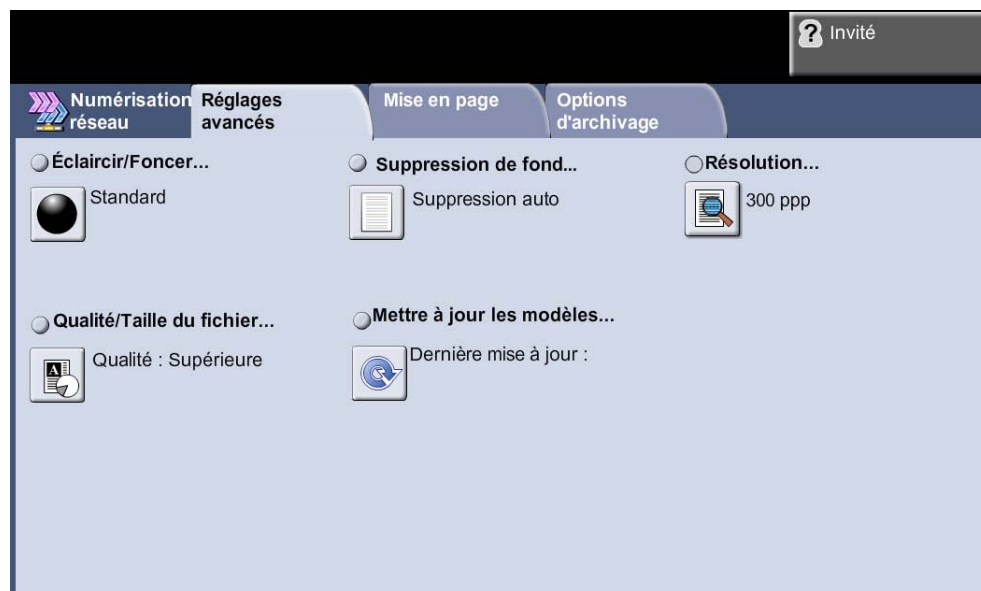 Invité
Numérisation réseau
Réglages avancés
Mise en page
Options d'archivage
Éclaircir/Foncer...
Standard
Suppression de fond...
Suppression auto
Résolution...
300 ppp
Qualité/Taille du fichier...
Qualité : Supérieure
Mettre à jour les modèles...
Dernière mise à jour :